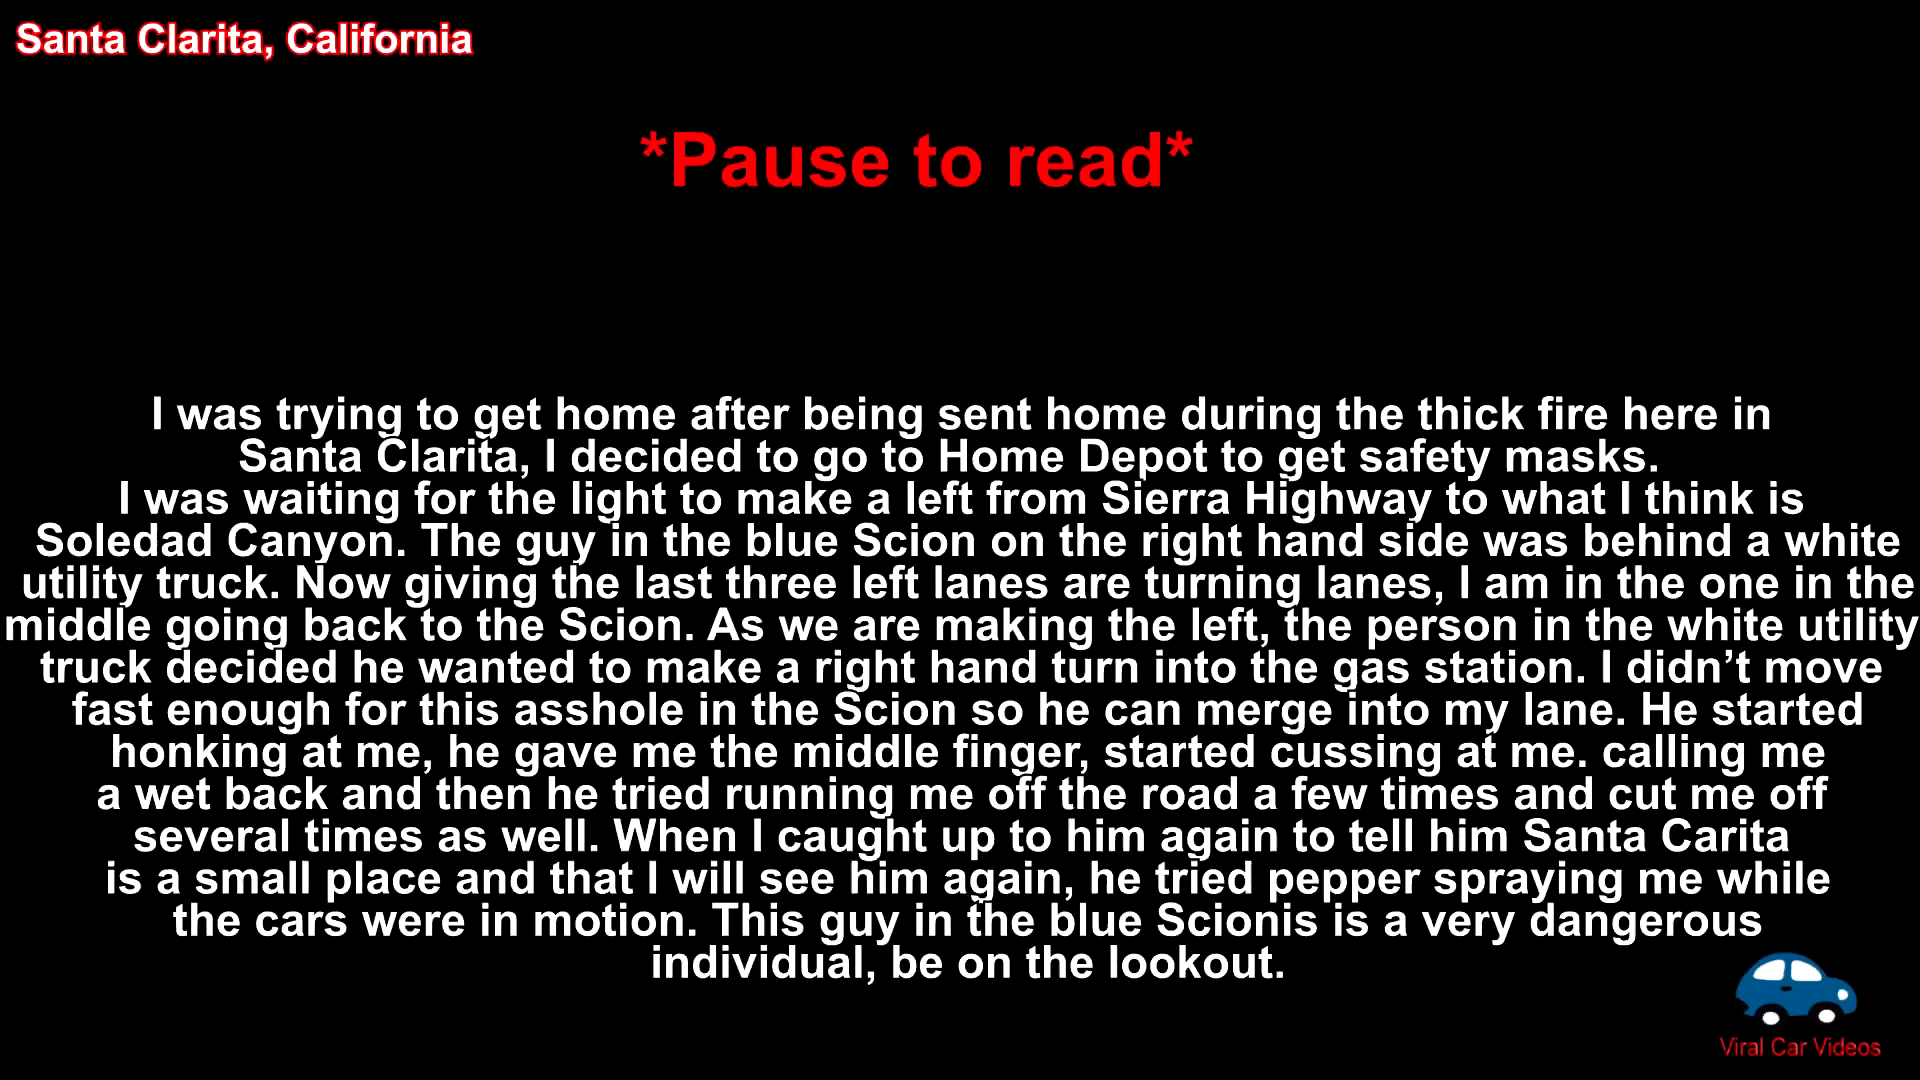 Santa Clarita, California
*Pause to read*
I was trying to get home after being sent home during the thick fire here in
Santa Clarita, I decided to go to Home Depot to get safety masks.
I was waiting for the light to make a left from Sierra Highway to what I think is
Soledad Canyon. The guy in the blue Scion on the right hand side was behind a white
utility truck. Now giving the last three left lanes are turning lanes, I am in the one in the
middle going back to the Scion. As we are making the left, the person in the white utility
truck decided he wanted to make a right hand turn into the gas station. I didn’t move
fast enough for this asshole in the Scion so he can merge into my lane. He started
honking at me, he gave me the middle finger, started cussing at me. calling me
a wet back and then he tried running me off the road a few times and cut me off
several times as well. When I caught up to him again to tell him Santa Carita
is a small place and that I will see him again, he tried pepper spraying me while
the cars were in motion. This guy in the blue Scionis is a very dangerous
individual, be on the lookout.
Viral Car Videos